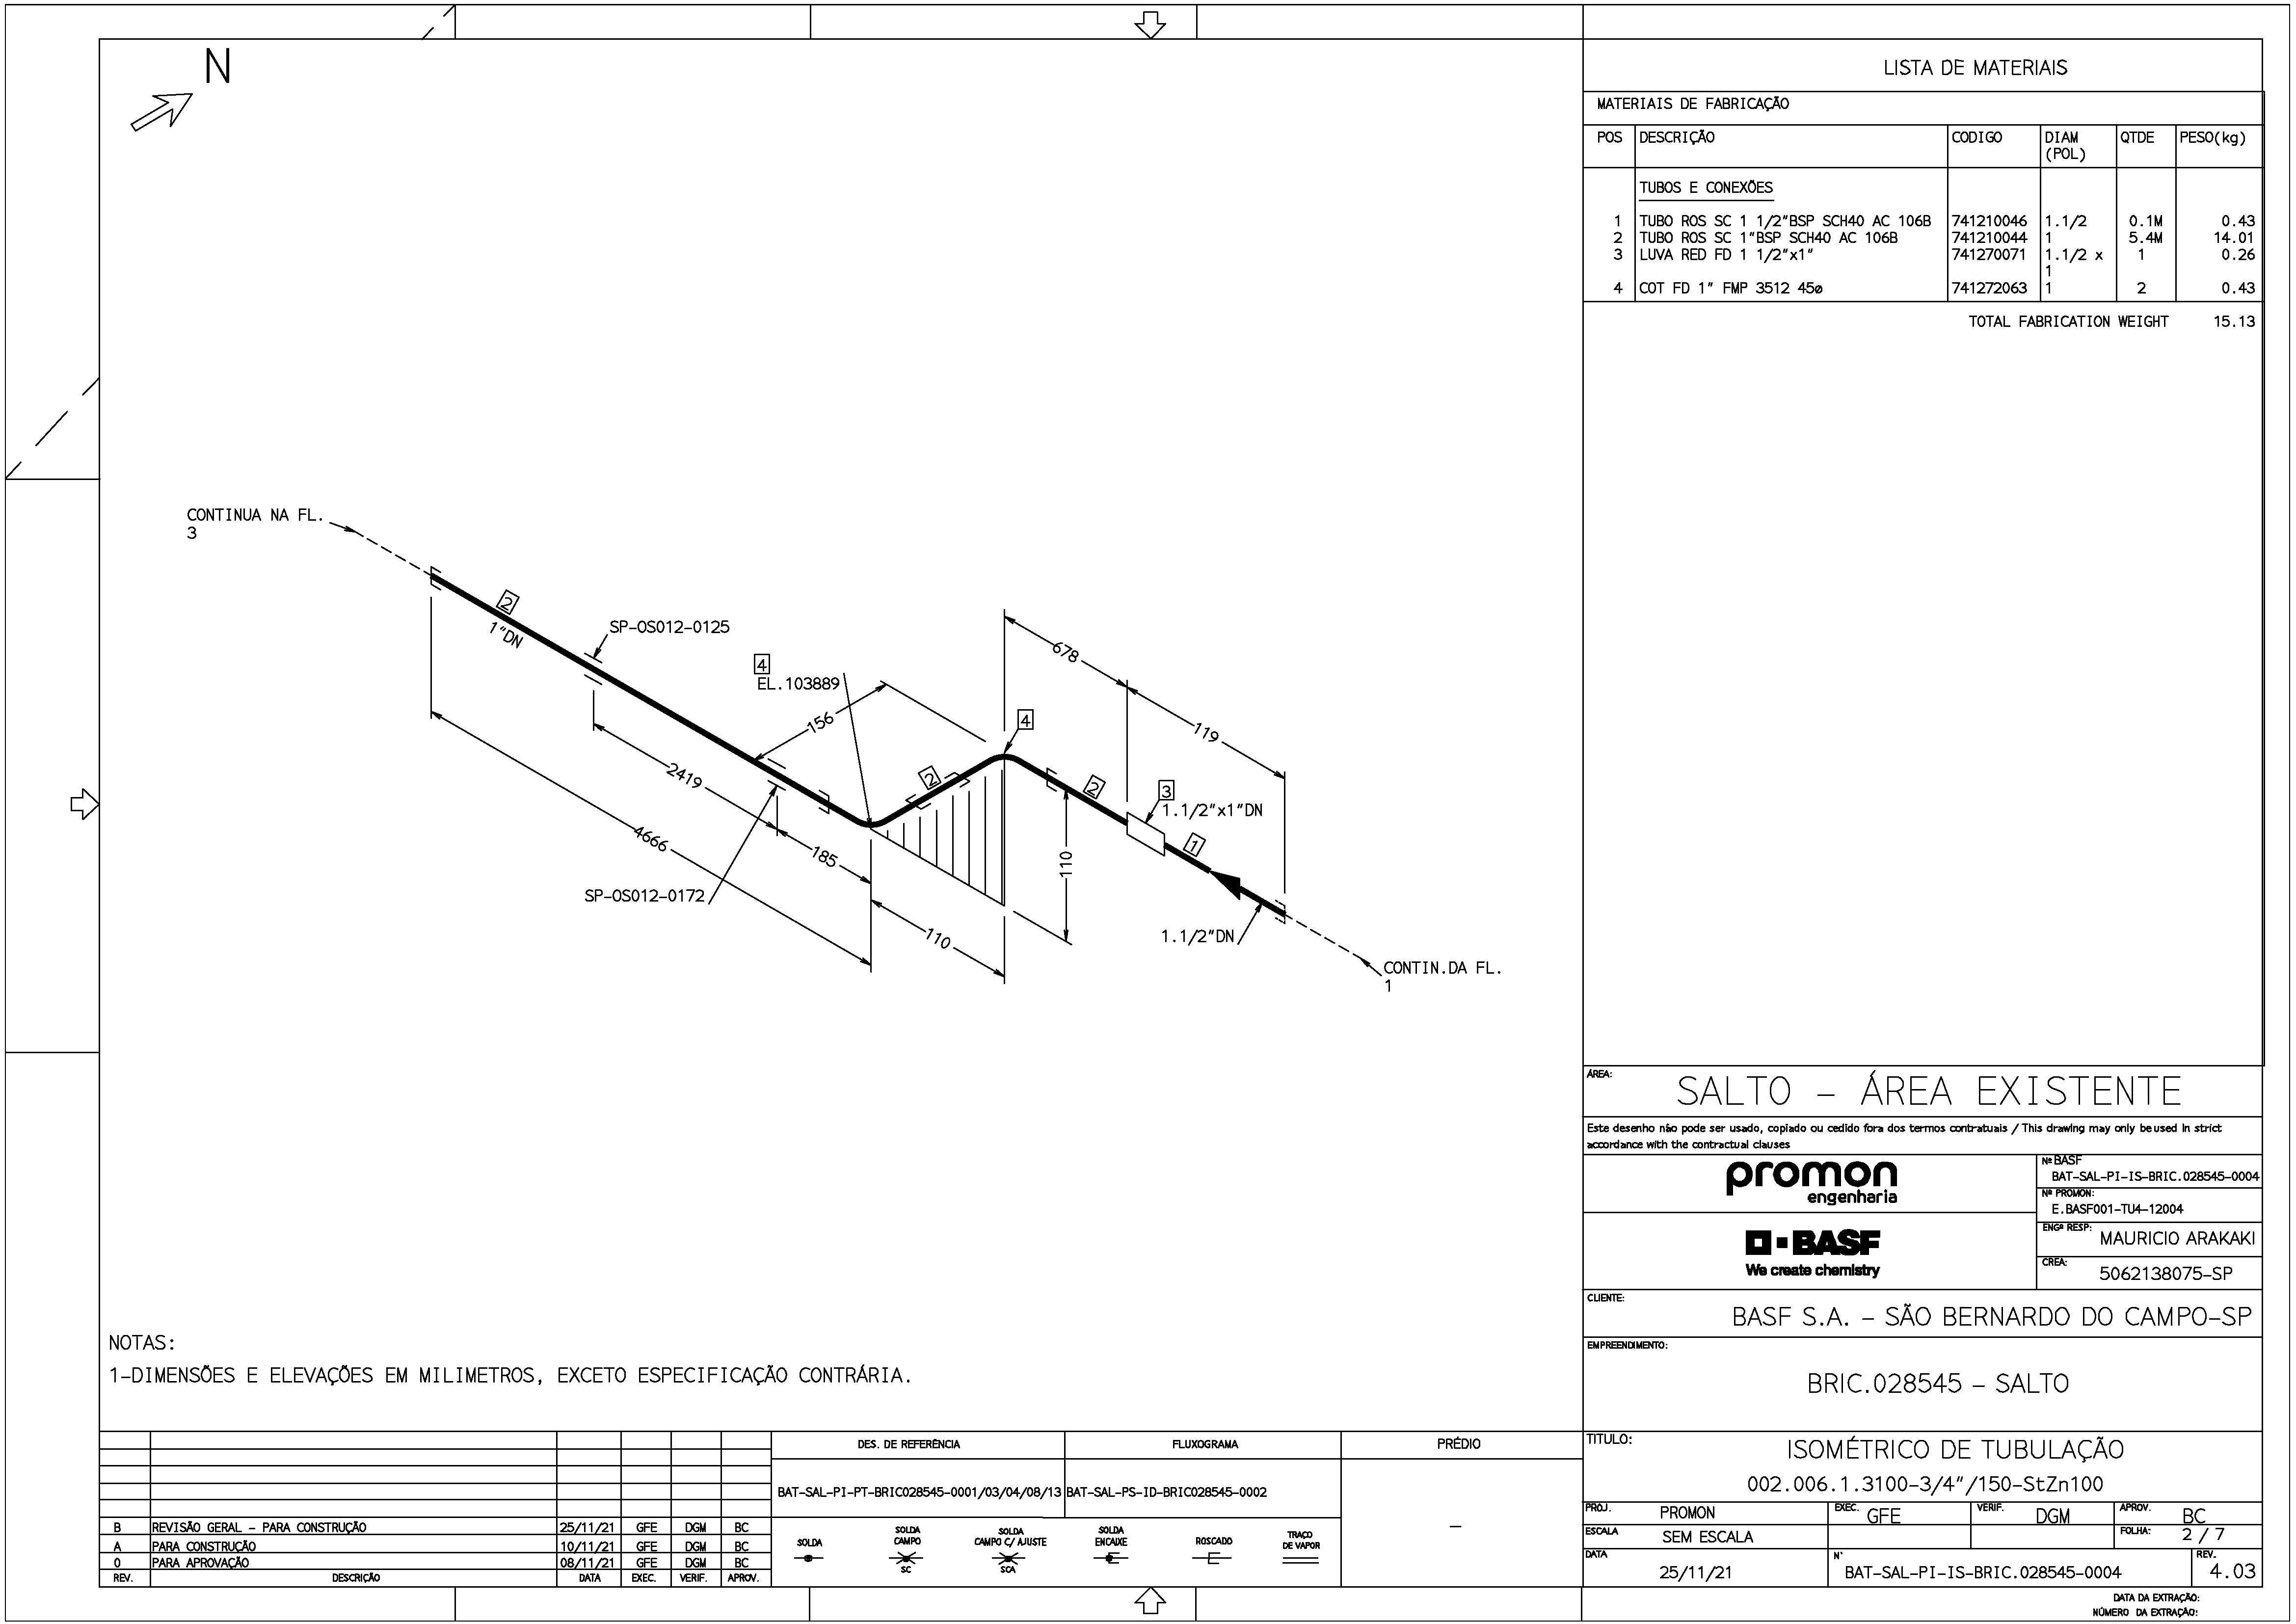 N
LISTA DE MATERIAIS
MATERIAIS DE FABRICAÇÃO
POS DESCRIÇÃO CODIGO DIAM (POL) QTDE PESO(kg)
TUBOS E CONEXÕES
1 TUBO ROS SC 1 1/2"BSP SCH40 AC 106B 741210046 1.1/2 0.1M 0.43
2 TUBO ROS SC 1"BSP SCH40 AC 106B 741210044 1 5.4M 14.01
3 LUVA RED FD 1 1/2"x1" 741270071 1.1/2 x 1 0.26
1
4 COT FD 1" FMP 3512 45ø 741272063 1 2 0.43
TOTAL FABRICATION WEIGHT 15.13
CONTINUA NA FL.
3
2
1"DN
SP-OS012-0125
4
EL.103889
156
678
4
119
2419
2
2
3
1.1/2"x1"DN
4666
185
110
1
SP-OS012-0172
110
1.1/2"DN
CONTIN.DA FL.
1
NOTAS:
1-DIMENSÕES E ELEVAÇÕES EM MILIMETROS, EXCETO ESPECIFICAÇÃO CONTRÁRIA.
ÁREA:
SALTO - ÁREA EXISTENTE
Este desenho não pode ser usado, copiado ou cedido fora dos termos contratuais / This drawing may only be used in strict
accordance with the contractual clauses
promon
engenharia
Nº BASF
BAT-SAL-PI-IS-BRIC.028545-0004
Nº PROMON:
E.BASF001-TU4-12004
BASF
We create chemistry
ENGº RESP:
MAURICIO ARAKAKI
CREA:
5062138075-SP
CLIENTE:
BASF S.A. - SÃO BERNARDO DO CAMPO-SP
EMPREENDIMENTO:
BRIC.028545 - SALTO
TITULO:
ISOMÉTRICO DE TUBULAÇÃO
002.006.1.3100-3/4"/150-StZn100
PROJ. PROMON EXEC. GFE VERIF. DGM APROV. BC
ESCALA SEM ESCALA FOLHA: 2 / 7
DATA 25/11/21 N° BAT-SAL-PI-IS-BRIC.028545-0004 REV. 4.03
DATA DA EXTRAÇÃO:
NÚMERO DA EXTRAÇÃO:
DES. DE REFERÊNCIA FLUXOGRAMA PRÉDIO
BAT-SAL-PI-PT-BRIC028545-0001/03/04/08/13 BAT-SAL-PS-ID-BRIC028545-0002 -
SOLDA
SOLDA CAMPO SC
SOLDA CAMPO C/ AJUSTE SCA
SOLDA ENCAIXE
ROSCADO
TRAÇO DE VAPOR
B REVISÃO GERAL - PARA CONSTRUÇÃO 25/11/21 GFE DGM BC
A PARA CONSTRUÇÃO 10/11/21 GFE DGM BC
0 PARA APROVAÇÃO 08/11/21 GFE DGM BC
REV. DESCRIÇÃO DATA EXEC. VERIF. APROV.